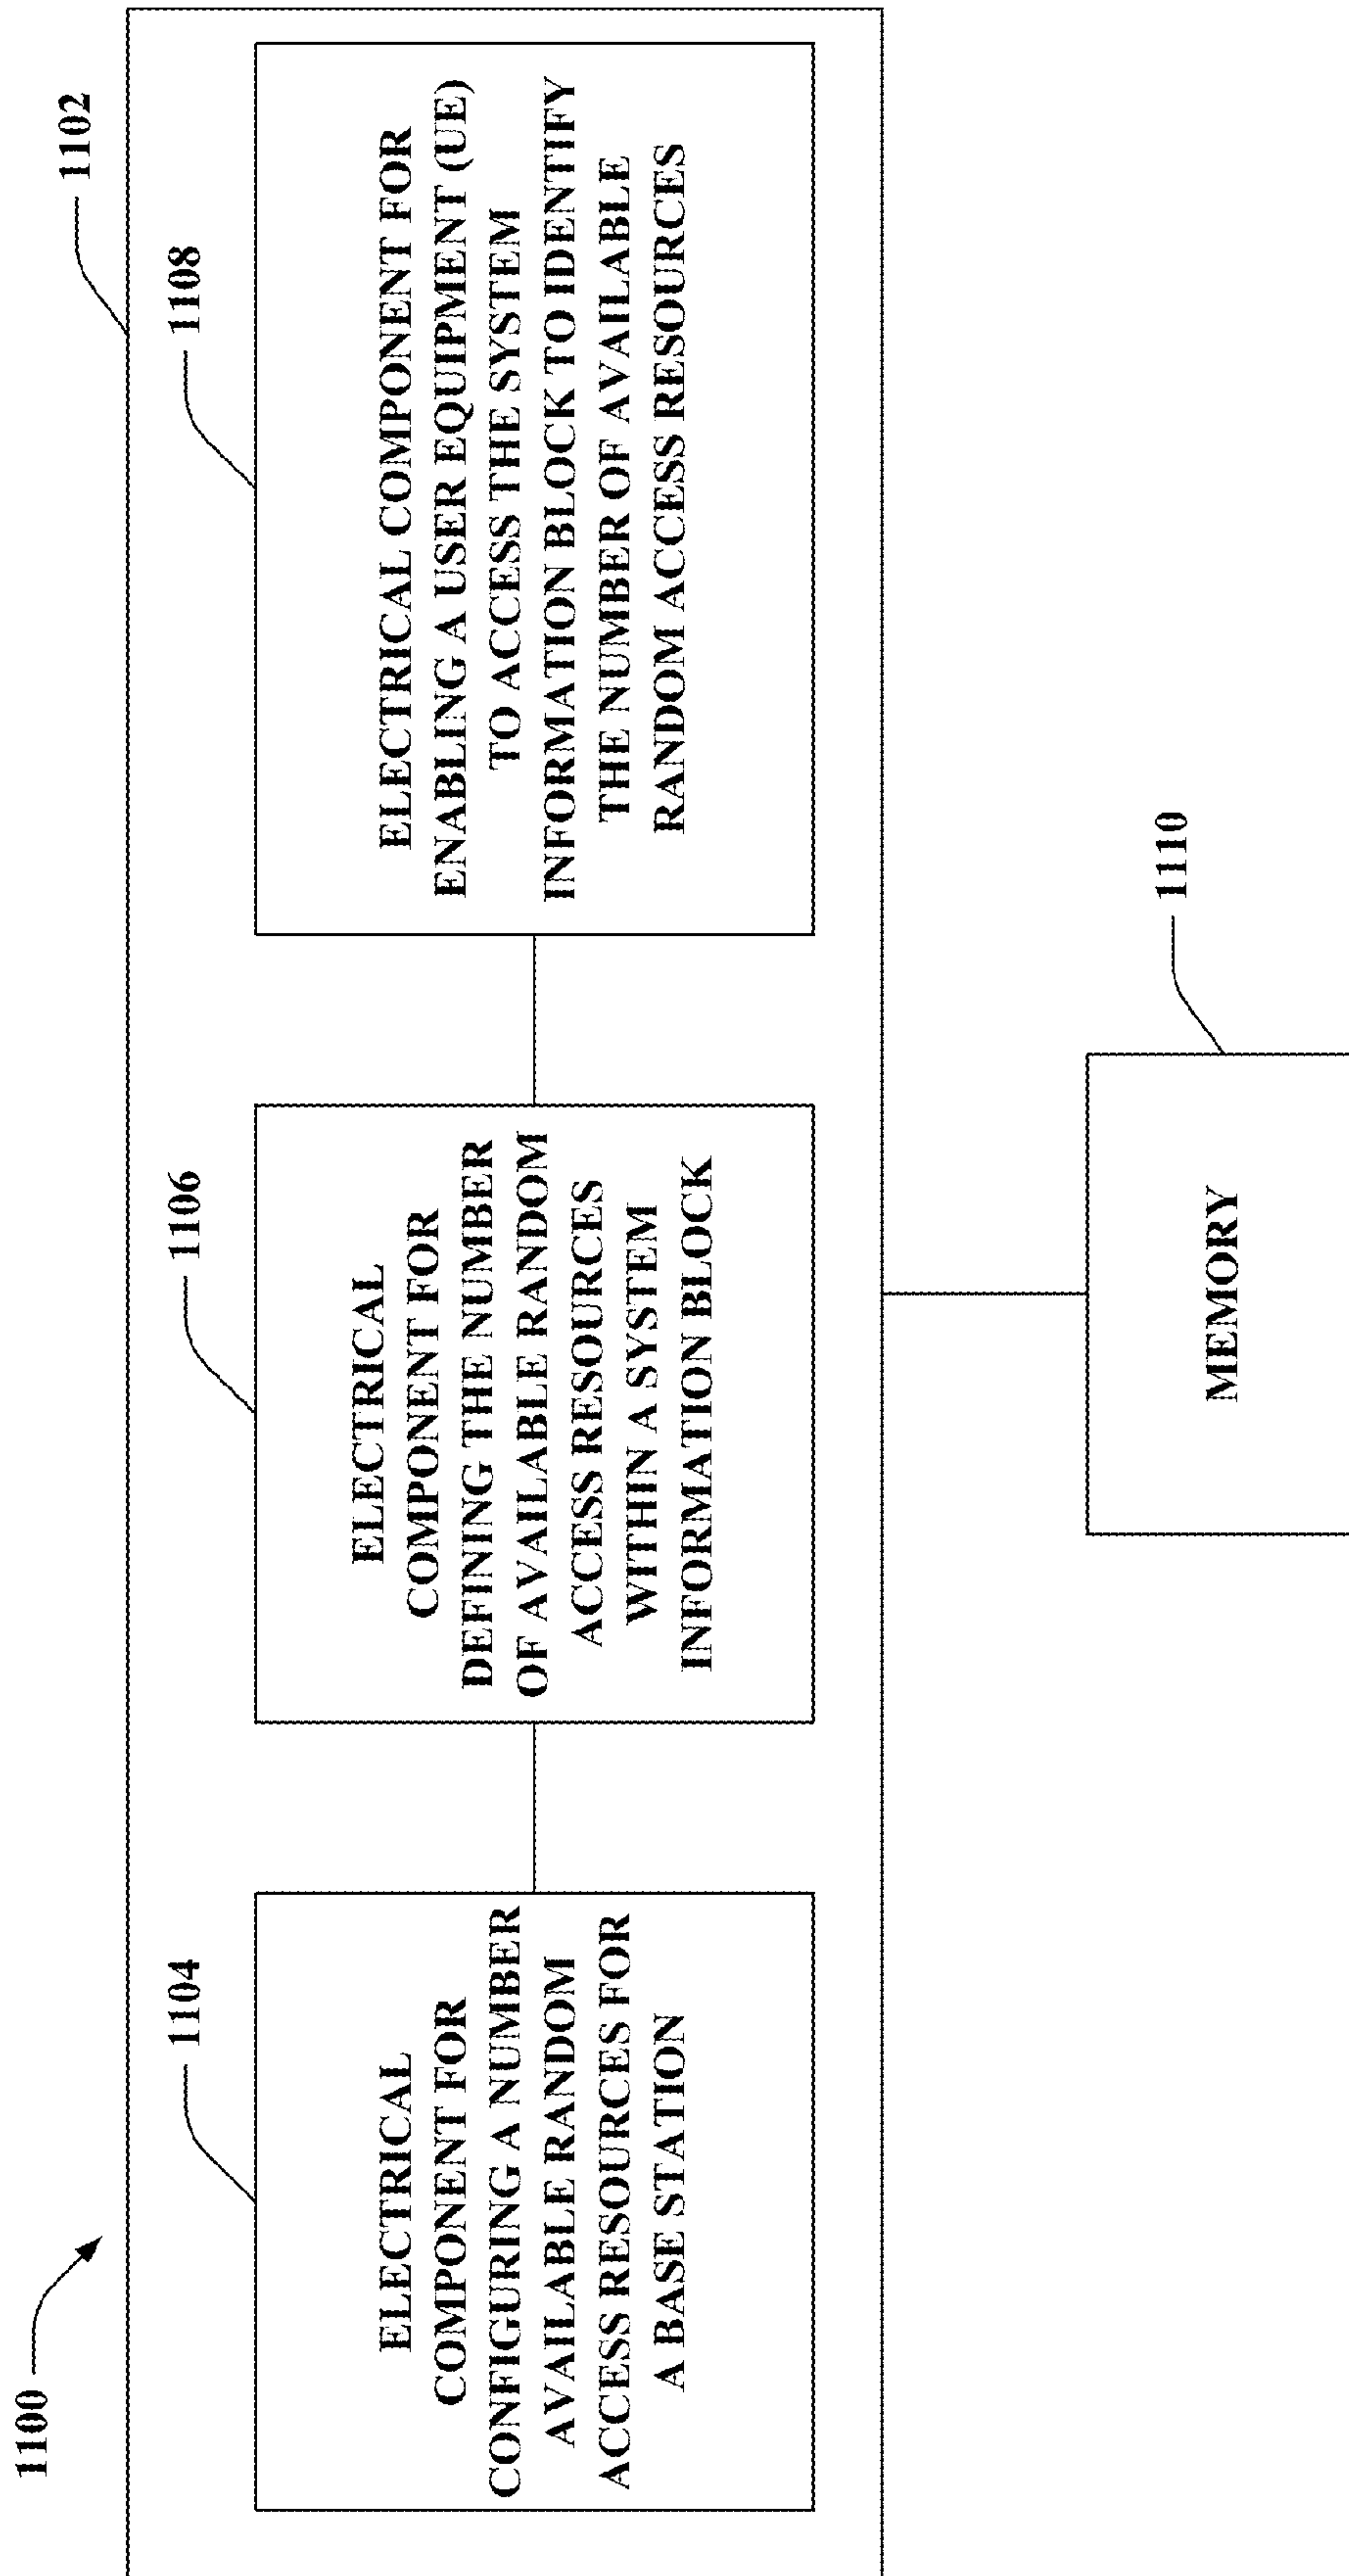 1100
1102
1104
ELECTRICAL
COMPONENT FOR
CONFIGURING A NUMBER
AVAILABLE RANDOM
ACCESS RESOURCES FOR
A BASE STATION
1106
ELECTRICAL
COMPONENT FOR
DEFINING THE NUMBER
OF AVAILABLE RANDOM
ACCESS RESOURCES
WITHIN A SYSTEM
INFORMATION BLOCK
1108
ELECTRICAL COMPONENT FOR
ENABLING A USER EQUIPMENT (UE)
TO ACCESS THE SYSTEM
INFORMATION BLOCK TO IDENTIFY
THE NUMBER OF AVAILABLE
RANDOM ACCESS RESOURCES
1110
MEMORY